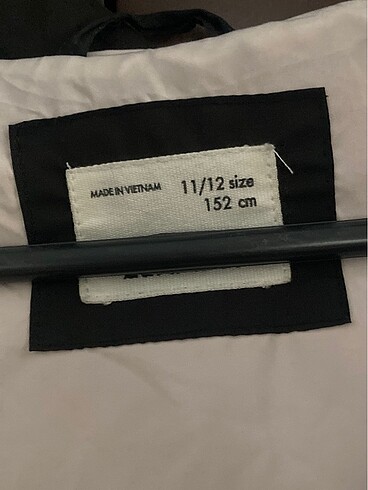 MADE IN VIETNAM 11/12 size
152 cm